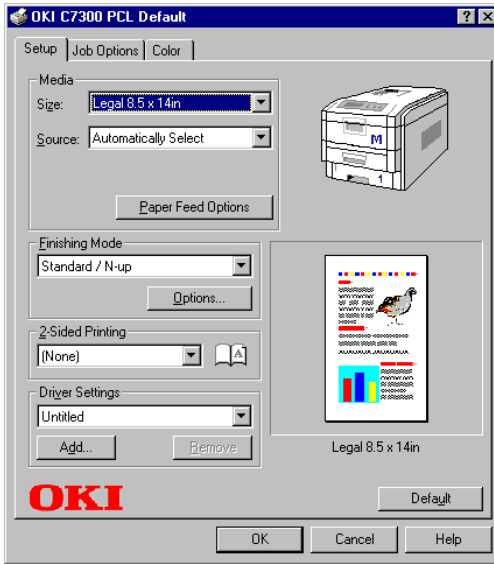 OKI C7300 PCL Default
Setup
Job Options
Color
Media
Size: Legal 8.5 x 14in
Source: Automatically Select
Paper Feed Options
M
1
Finishing Mode
Standard / N-up
Options...
2-Sided Printing
(None)
A
Driver Settings
Untitled
Add...
Remove
Legal 8.5 x 14in
OKI
Default
OK
Cancel
Help